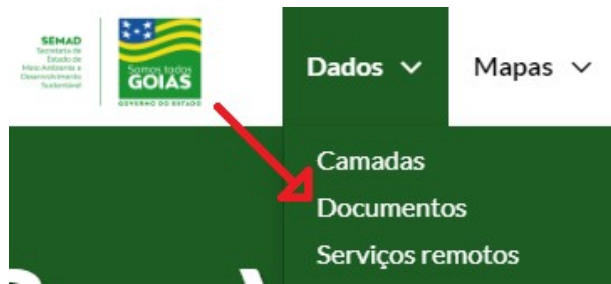 SEMAD
Secretaria de
Estado de
Meio Ambiente e
Desenvolvimento
Sustentável
Somos todos
GOIÁS
GOVERNO DO ESTADO
Dados
Mapas
Camadas
Documentos
Serviços remotos